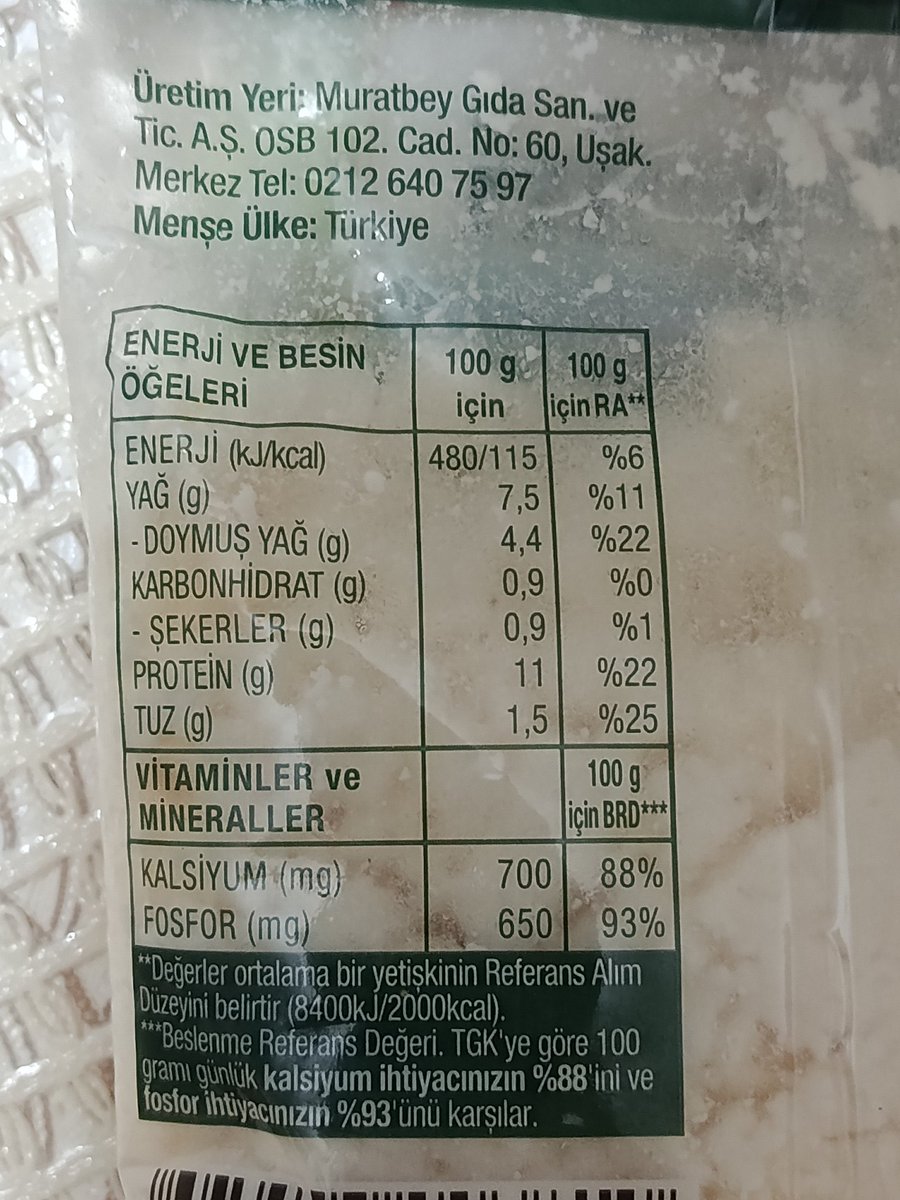 Üretim Yeri: Muratbey Gıda San. ve
Tic. A.Ş. OSB 102. Cad. No: 60, Uşak.
Merkez Tel: 0212 640 75 97
Menşe Ülke: Türkiye
ENERJİ VE BESİN ÖĞELERİ 100 g için 100 g için RA**
ENERJİ (kJ/kcal) 480/115 %6
YAĞ (g) 7,5 %11
- DOYMUŞ YAĞ (g) 4,4 %22
KARBONHİDRAT (g) 0,9 %0
- ŞEKERLER (g) 0,9 %1
PROTEİN (g) 11 %22
TUZ (g) 1,5 %25
VİTAMİNLER ve MİNERALLER 100 g için BRD***
KALSİYUM (mg) 700 88%
FOSFOR (mg) 650 93%
**Değerler ortalama bir yetişkinin Referans Alım
Düzeyini belirtir (8400kJ/2000kcal).
***Beslenme Referans Değeri. TGK'ye göre 100
gramı günlük kalsiyum ihtiyacınızın %88'ini ve
fosfor ihtiyacınızın %93'ünü karşılar.